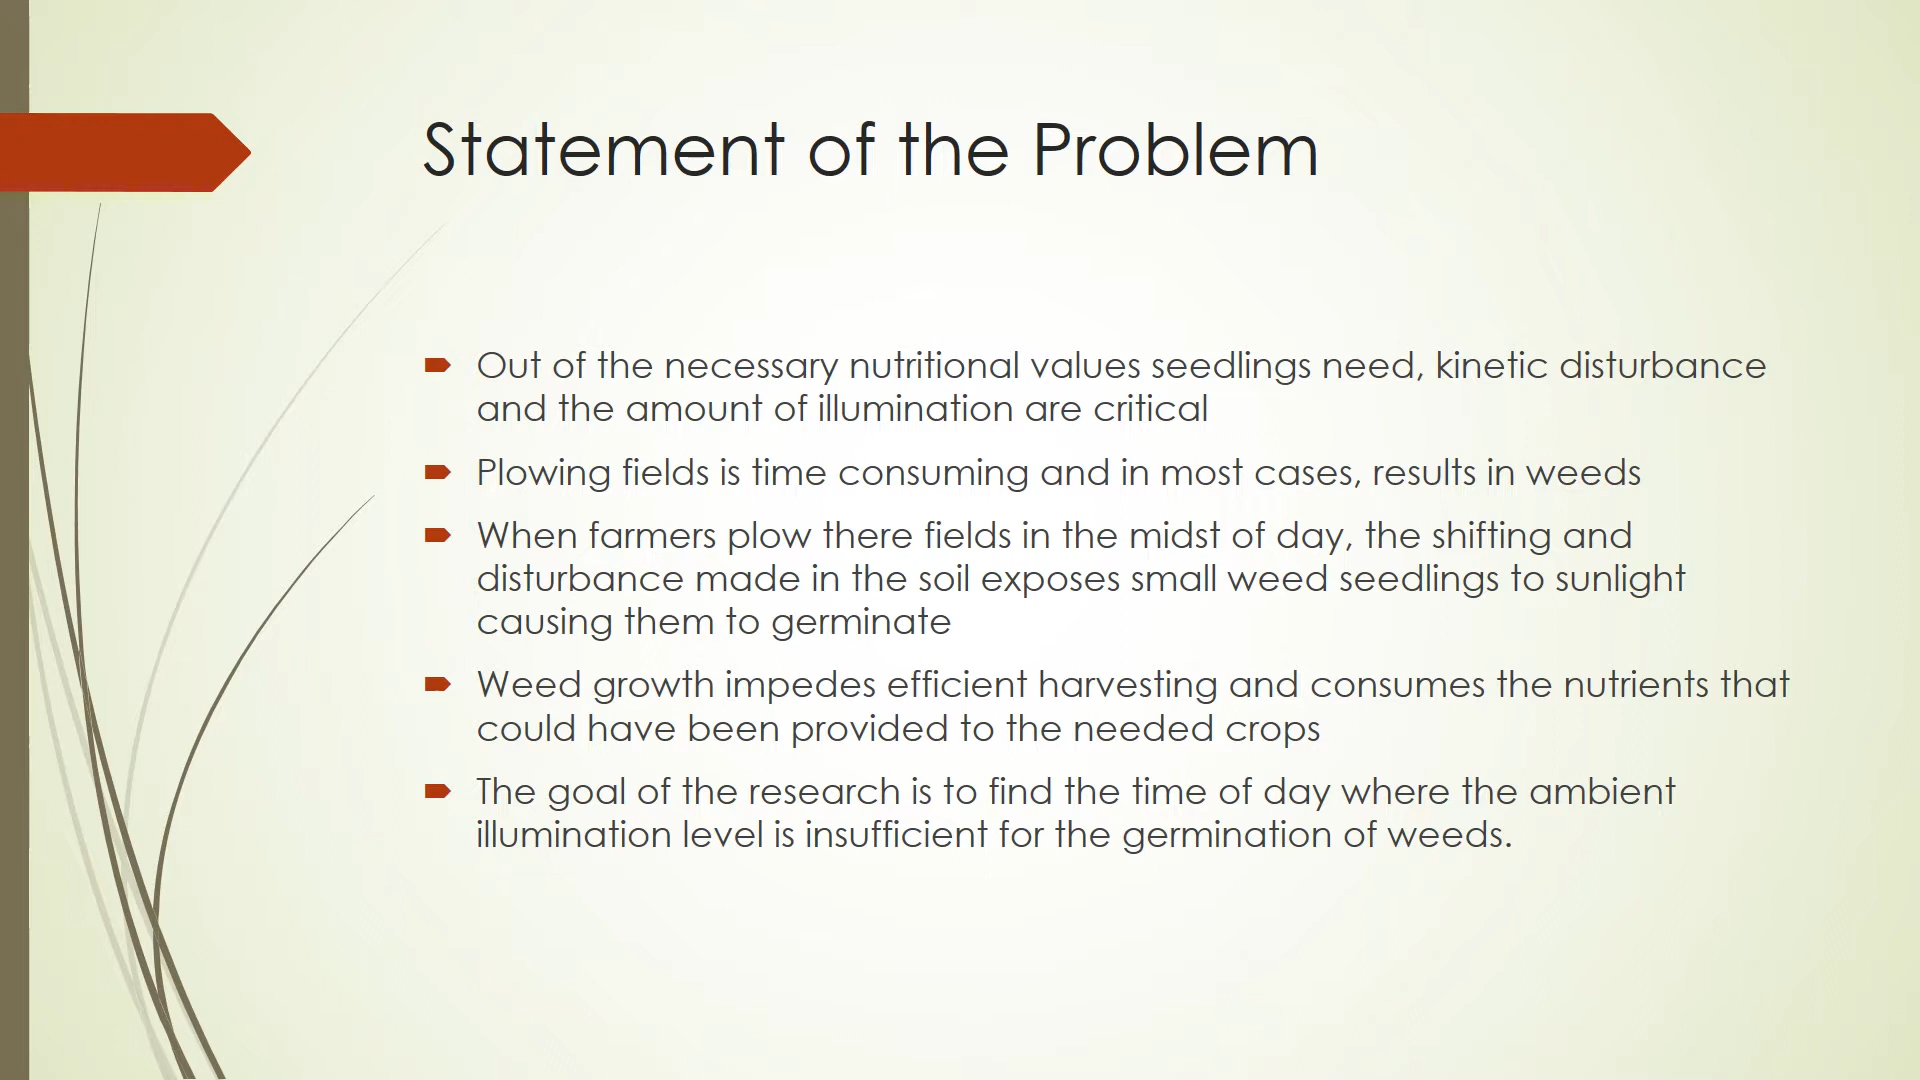 Statement of the Problem
Out of the necessary nutritional values seedlings need, kinetic disturbance
and the amount of illumination are critical
Plowing fields is time consuming and in most cases, results in weeds
When farmers plow there fields in the midst of day, the shifting and
disturbance made in the soil exposes small weed seedlings to sunlight
causing them to germinate
Weed growth impedes efficient harvesting and consumes the nutrients that
could have been provided to the needed crops
The goal of the research is to find the time of day where the ambient
illumination level is insufficient for the germination of weeds.